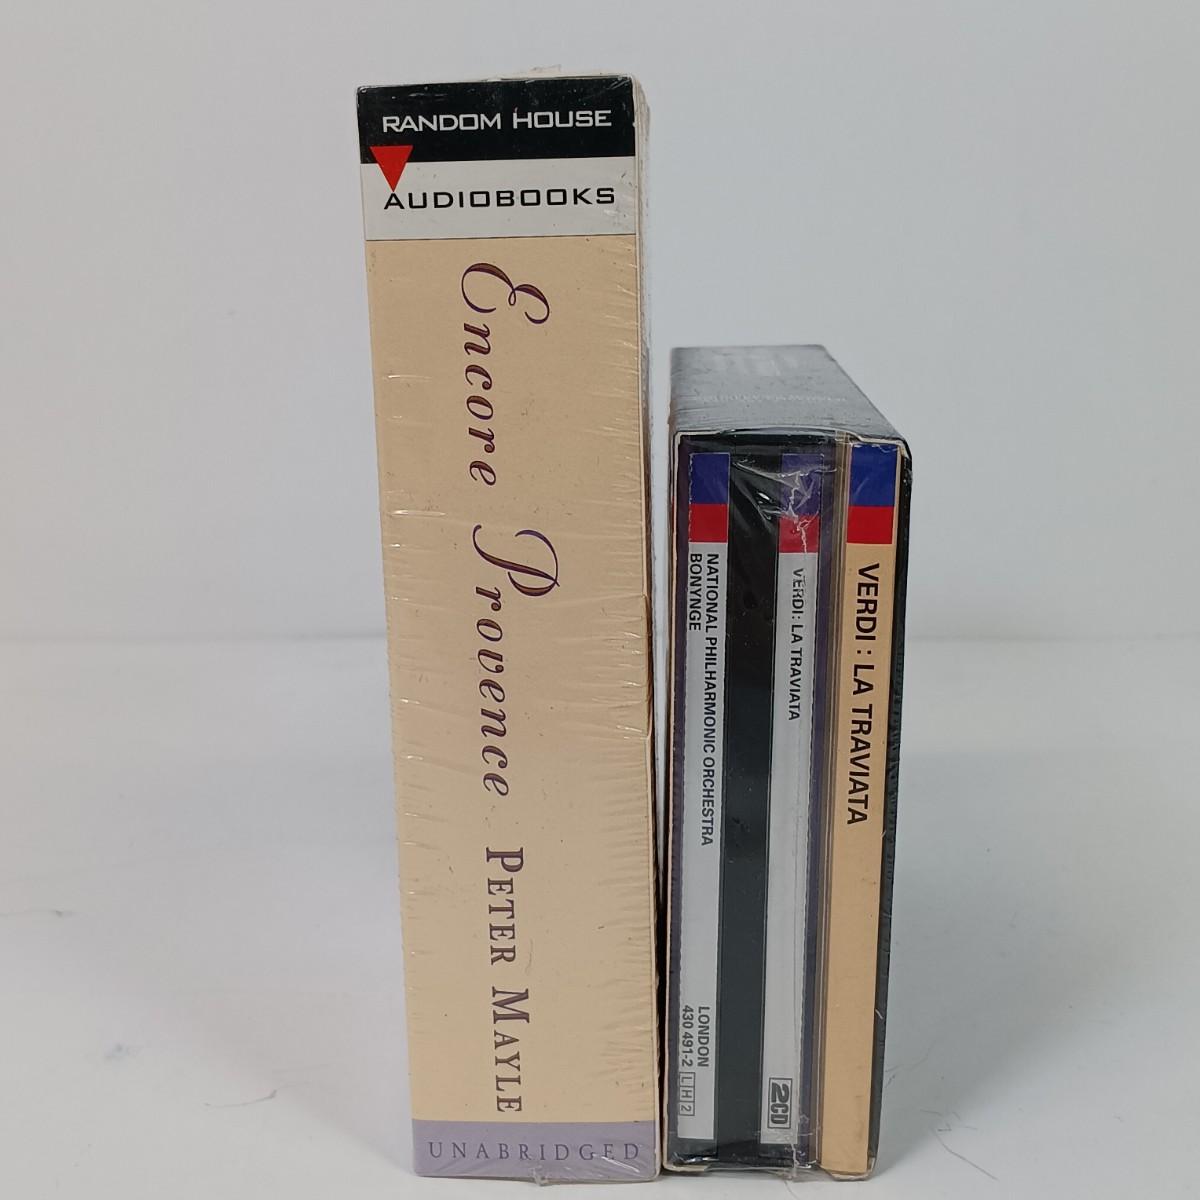 RANDOM HOUSE
AUDIOBOOKS
Encore Provence PETER MAYLE
UNABRIDGED
NATIONAL PHILHARMONIC ORCHESTRA
BONYNGE
LONDON
430 491-2 L H 2
VERDI: LA TRAVIATA
2CD
VERDI : LA TRAVIATA